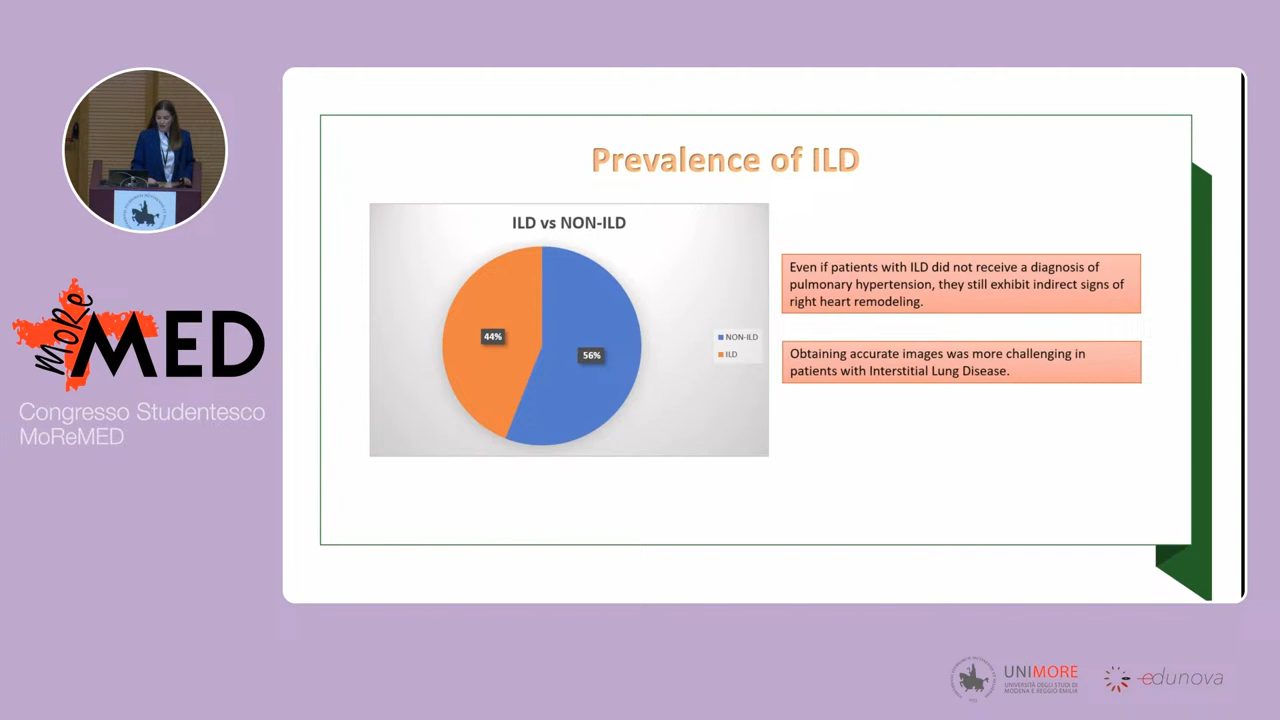 Prevalence of ILD
ILD vs NON-ILD
44%
56%
NON-ILD
ILD
Even if patients with ILD did not receive a diagnosis of
pulmonary hypertension, they still exhibit indirect signs of
right heart remodeling.
Obtaining accurate images was more challenging in
patients with Interstitial Lung Disease.
MoRe
MED
Congresso Studentesco
MoReMED
UNIMORE
UNIVERSITÀ DEGLI STUDI DI
MODENA E REGGIO EMILIA
edunova